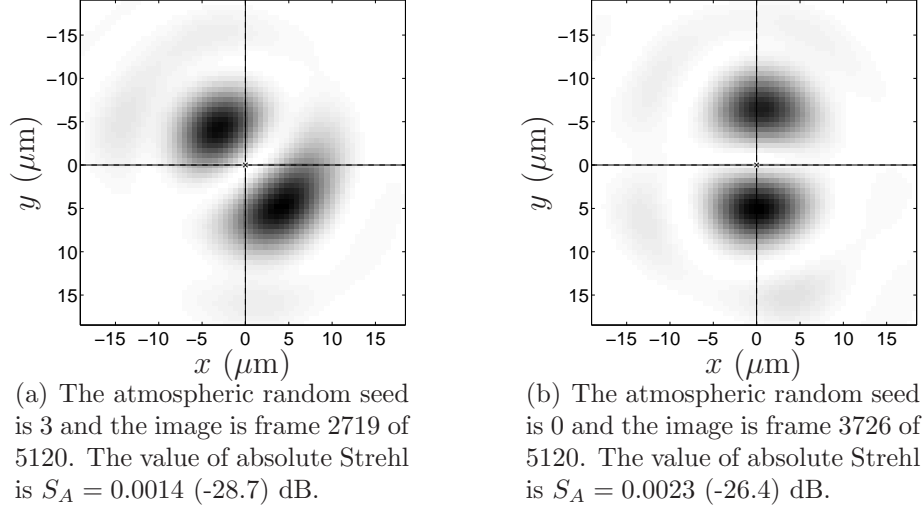 −15
−10
−5
0
5
10
15
y (μm)
−15 −10 −5 0 5 10 15
x (μm)
(a) The atmospheric random seed
is 3 and the image is frame 2719 of
5120. The value of absolute Strehl
is S_A = 0.0014 (-28.7) dB.
−15
−10
−5
0
5
10
15
y (μm)
−15 −10 −5 0 5 10 15
x (μm)
(b) The atmospheric random seed
is 0 and the image is frame 3726 of
5120. The value of absolute Strehl
is S_A = 0.0023 (-26.4) dB.